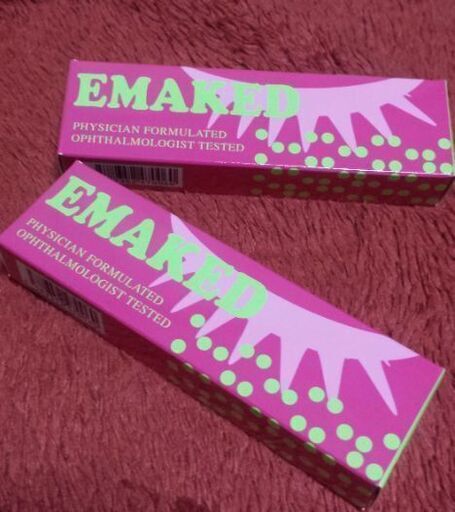 EMAKED
PHYSICIAN FORMULATED
OPHTHALMOLOGIST TESTED
EMAKED
PHYSICIAN FORMULATED
OPHTHALMOLOGIST TESTED